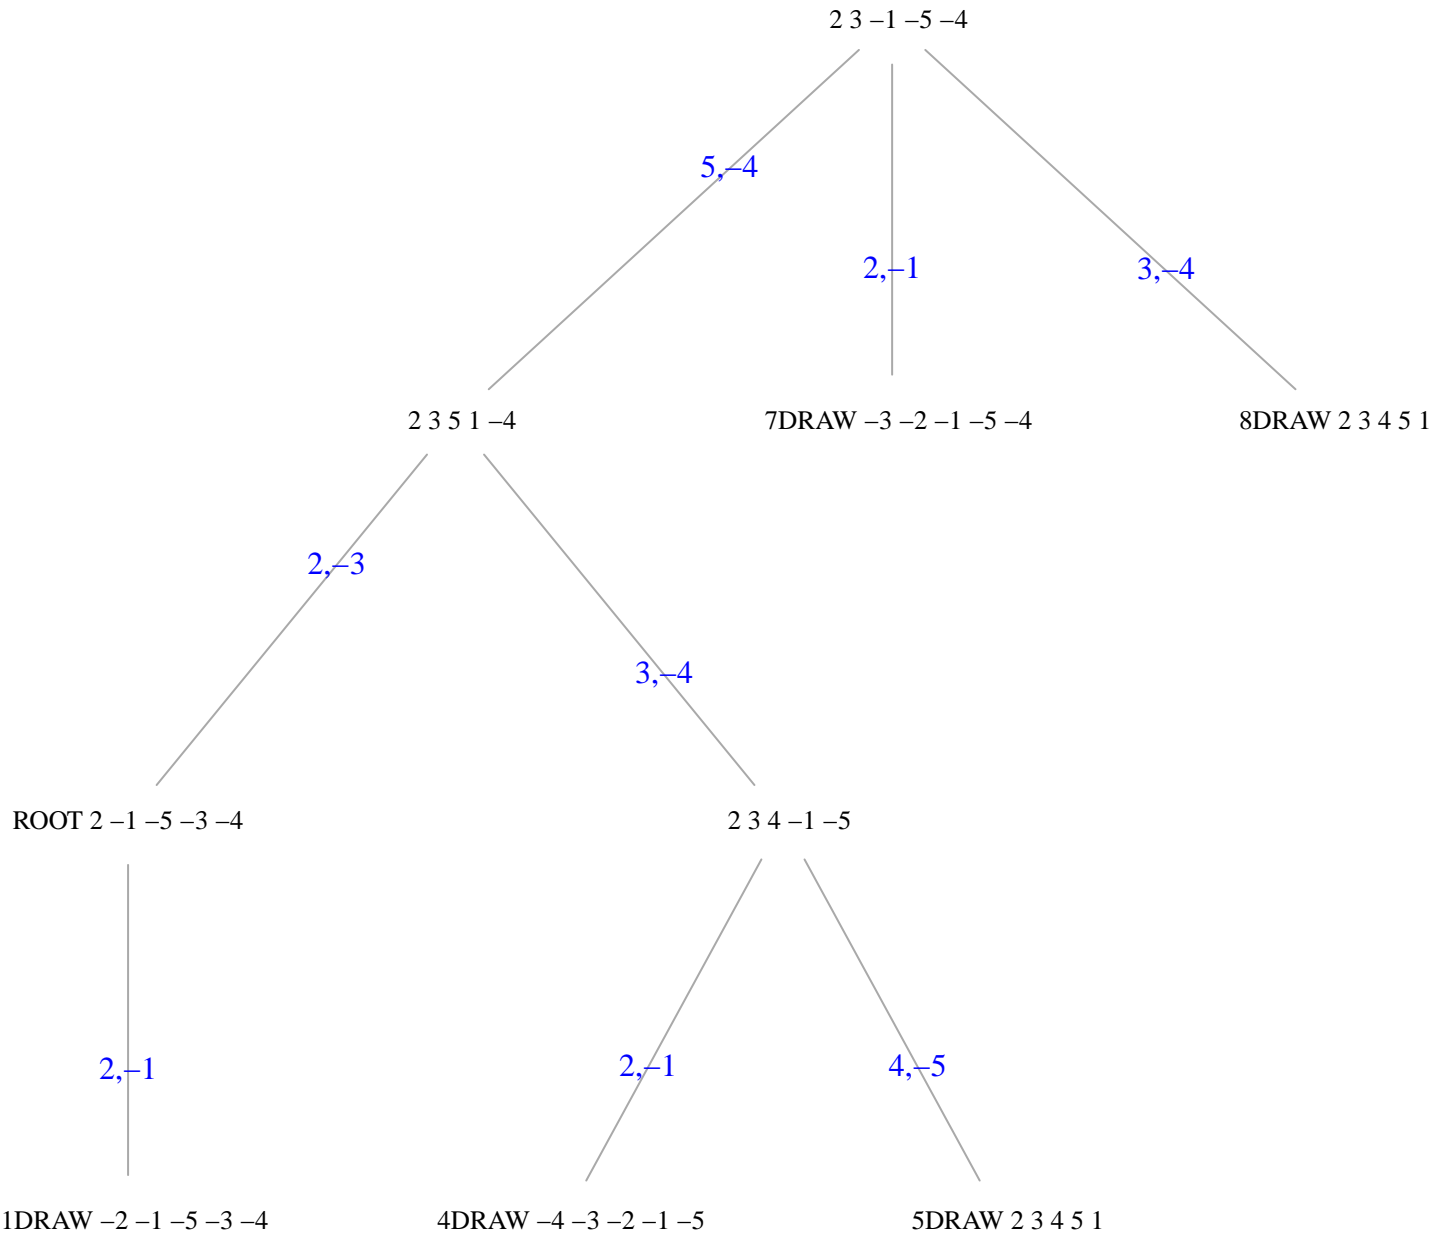 2 3 –1 –5 –4
5,–4
2,–1
3,–4
2 3 5 1 –4
7DRAW –3 –2 –1 –5 –4
8DRAW 2 3 4 5 1
2,–3
3,–4
ROOT 2 –1 –5 –3 –4
2 3 4 –1 –5
2,–1
2,–1
4,–5
1DRAW –2 –1 –5 –3 –4
4DRAW –4 –3 –2 –1 –5
5DRAW 2 3 4 5 1